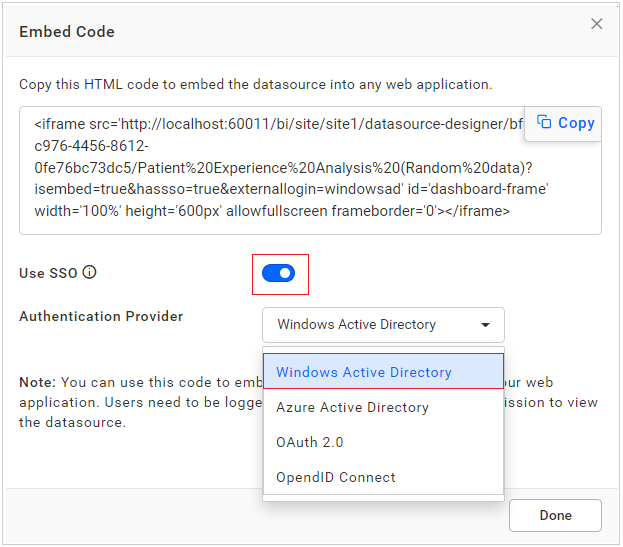 Embed Code
Copy this HTML code to embed the datasource into any web application.
<iframe src='http://localhost:60011/bi/site/site1/datasource-designer/bf
Copy
c976-4456-8612-
0fe76bc73dc5/Patient%20Experience%20Analysis%20(Random%20data)?
isembed=true&hassso=true&externallogin=windowsad' id='dashboard-frame'
width='100%' height='600px' allowfullscreen frameborder='0'></iframe>
Use SSO
Authentication Provider
Windows Active Directory
Windows Active Directory
Azure Active Directory
OAuth 2.0
OpendID Connect
Note: You can use this code to emb our web
application. Users need to be logge ission to view
the datasource.
Done